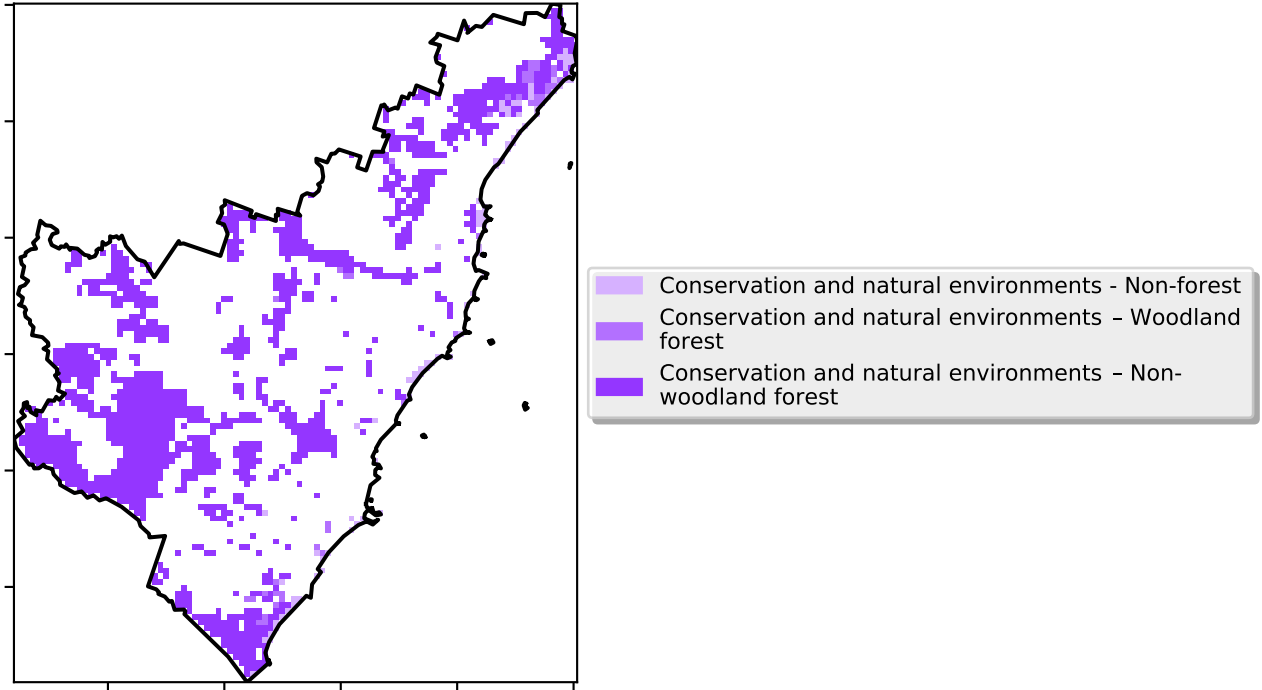 Conservation and natural environments - Non-forest
Conservation and natural environments – Woodland
forest
Conservation and natural environments – Non-
woodland forest